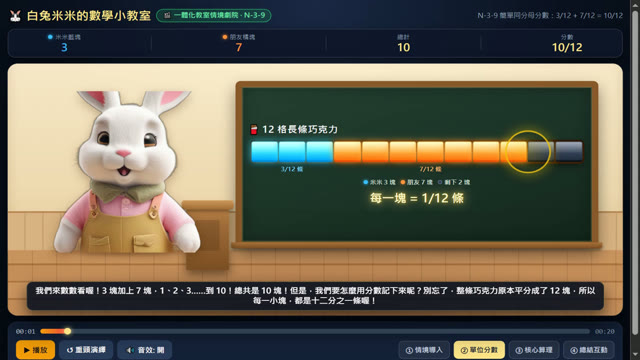 白兔米米的數學小教室
一體化教室情境劇院 · N-3-9
N-3-9 簡單同分母分數：3/12 + 7/12 = 10/12
米米藍塊
3
朋友橘塊
7
總計
10
分數
10/12
12 格長條巧克力
3/12 條
7/12 條
米米 3 塊 朋友 7 塊 剩下 2 塊
每一塊 = 1/12 條
我們來數數看喔！3 塊加上 7 塊，1、2、3……到 10！總共是 10 塊！但是，我們要怎麼用分數記下來呢？別忘了，整條巧克力原本平分成了 12 塊，所以
每一小塊，都是十二分之一條喔！
00:01
00:20
▶ 播放
↺ 重頭演繹
音效: 開
① 情境導入
② 單位分數
③ 核心算理
④ 總結互動